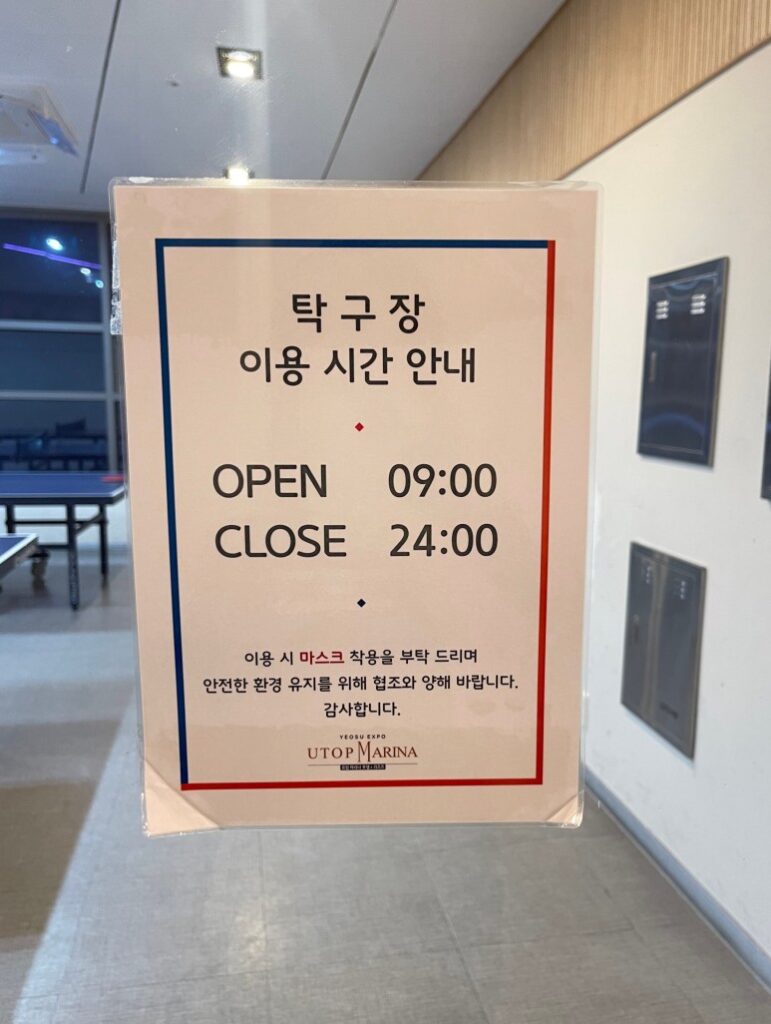 탁구장
이용 시간 안내
OPEN 09:00
CLOSE 24:00
이용 시 마스크 착용을 부탁 드리며
안전한 환경 유지를 위해 협조와 양해 바랍니다.
감사합니다.
YEOSU EXPO
UTOP MARINA